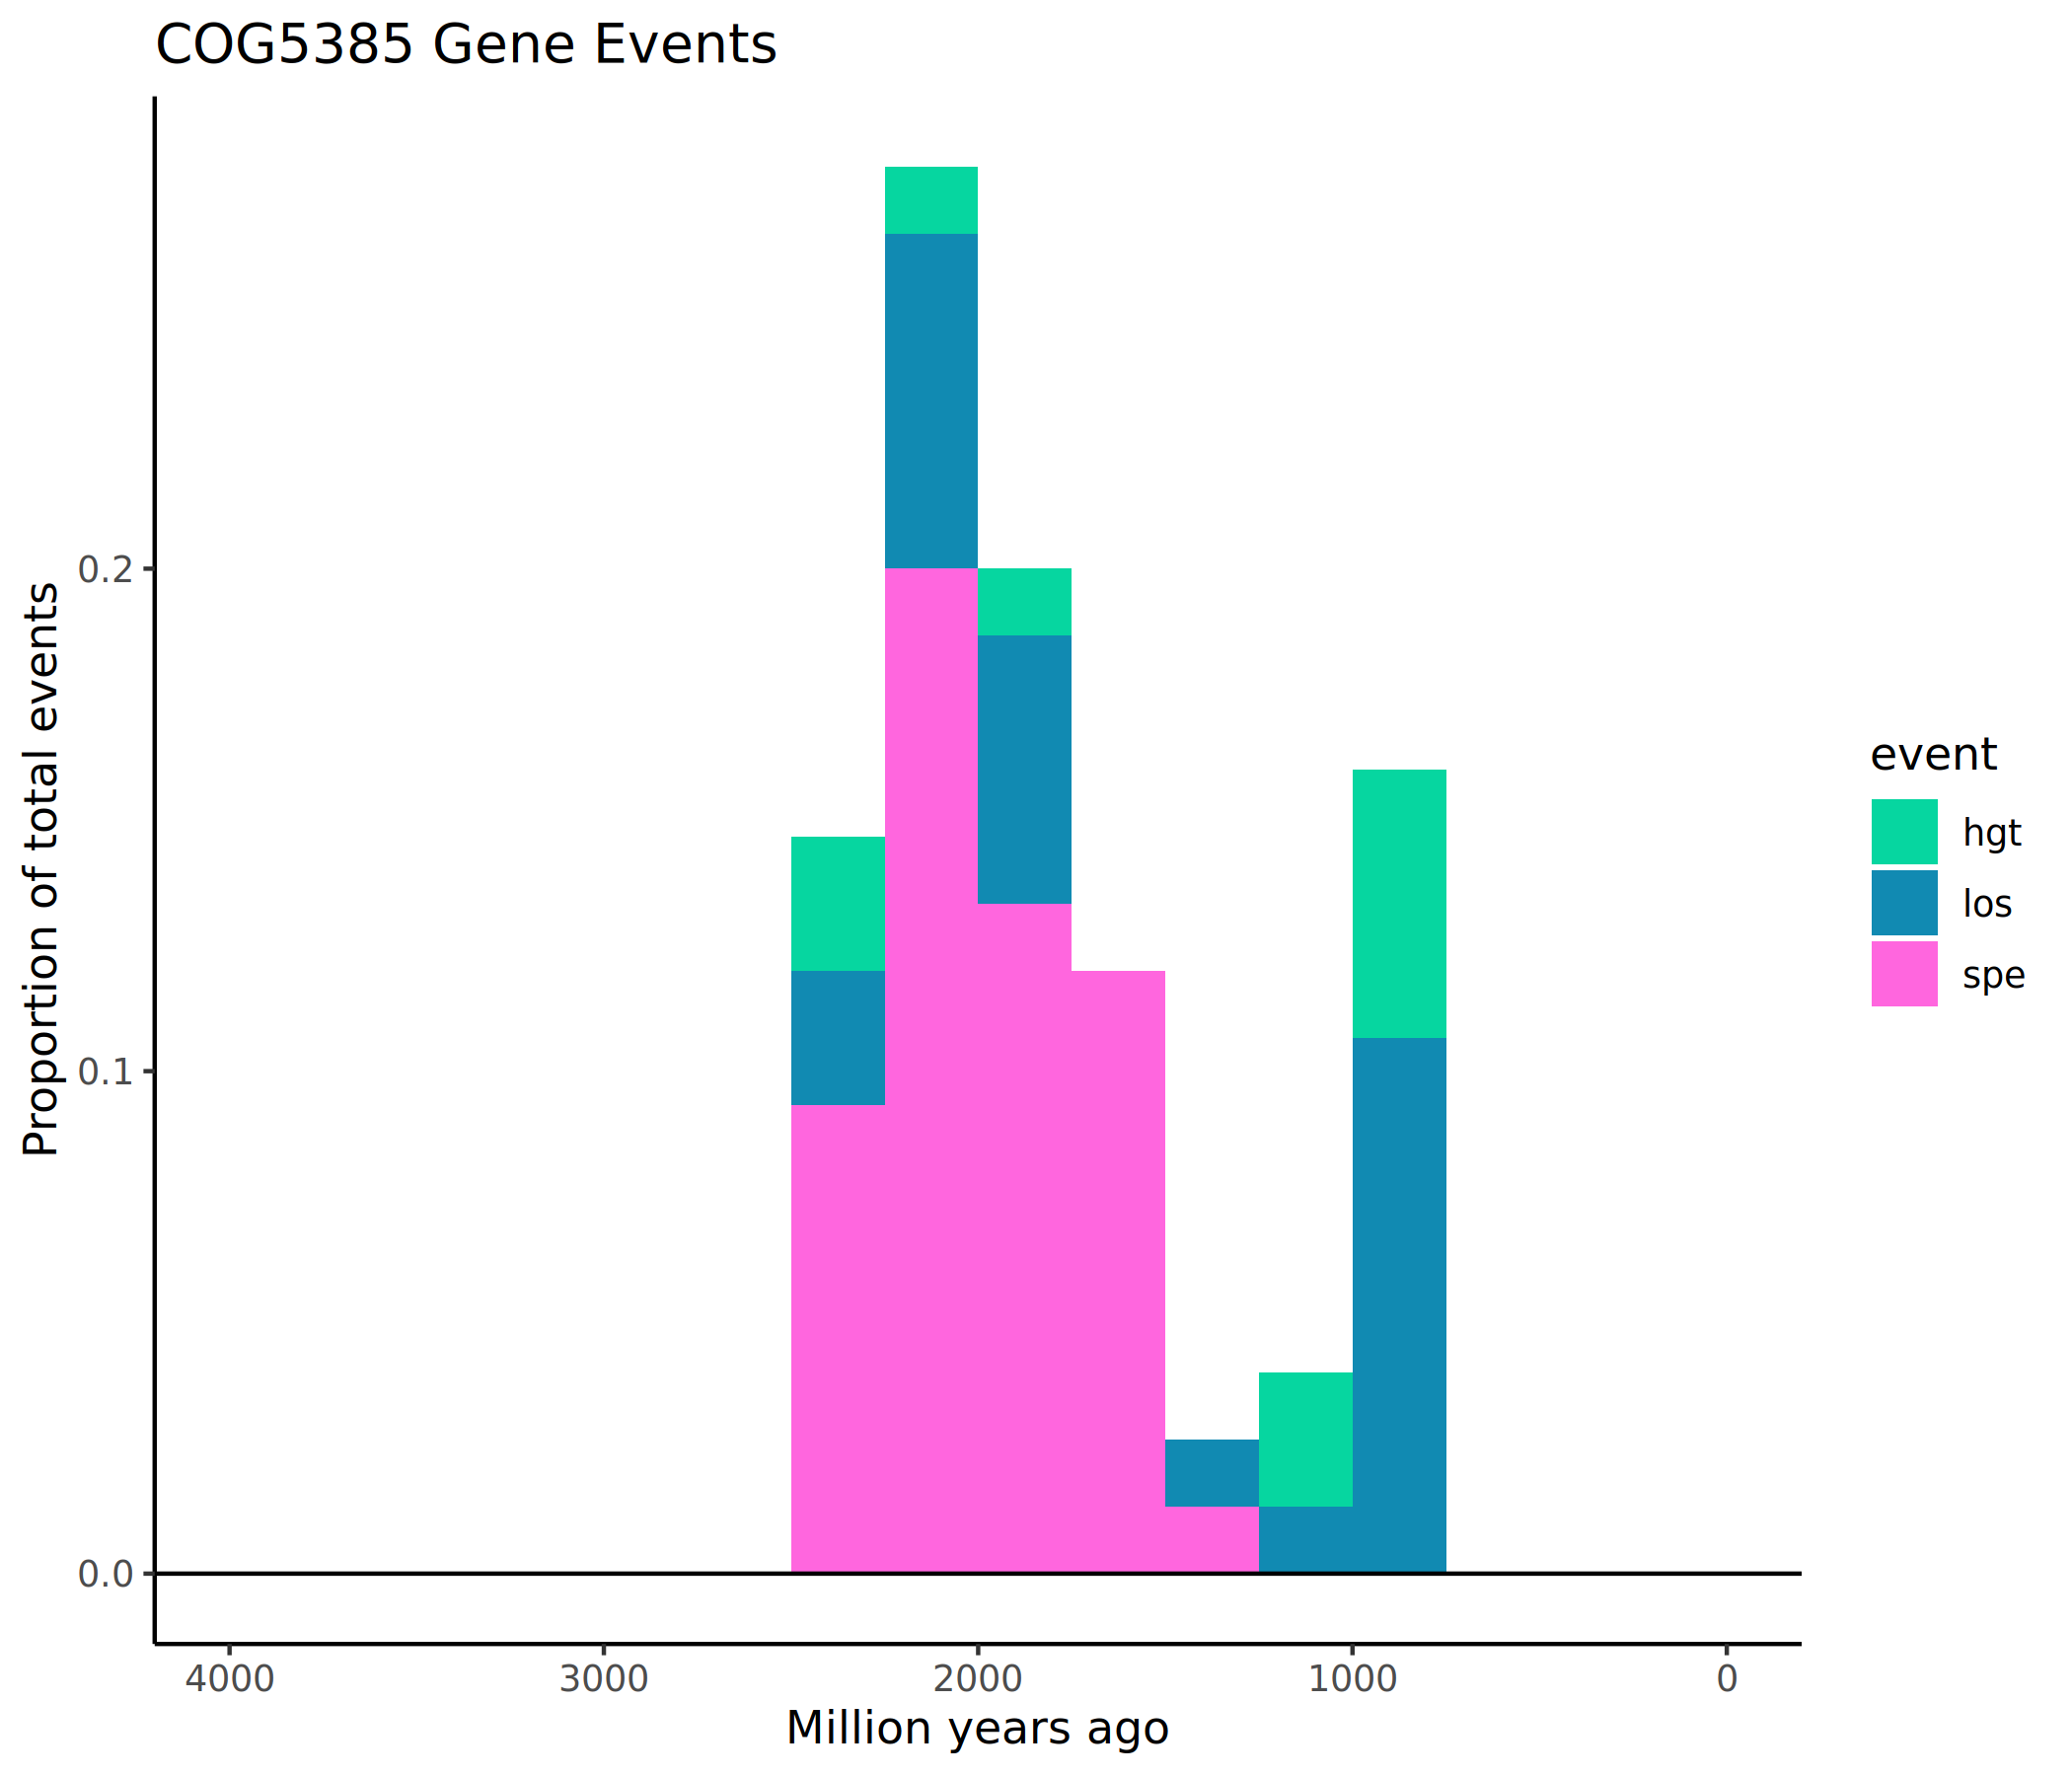 COG5385 Gene Events
Proportion of total events
0.2
0.1
0.0
4000 3000 2000 1000 0
Million years ago
event
hgt
los
spe